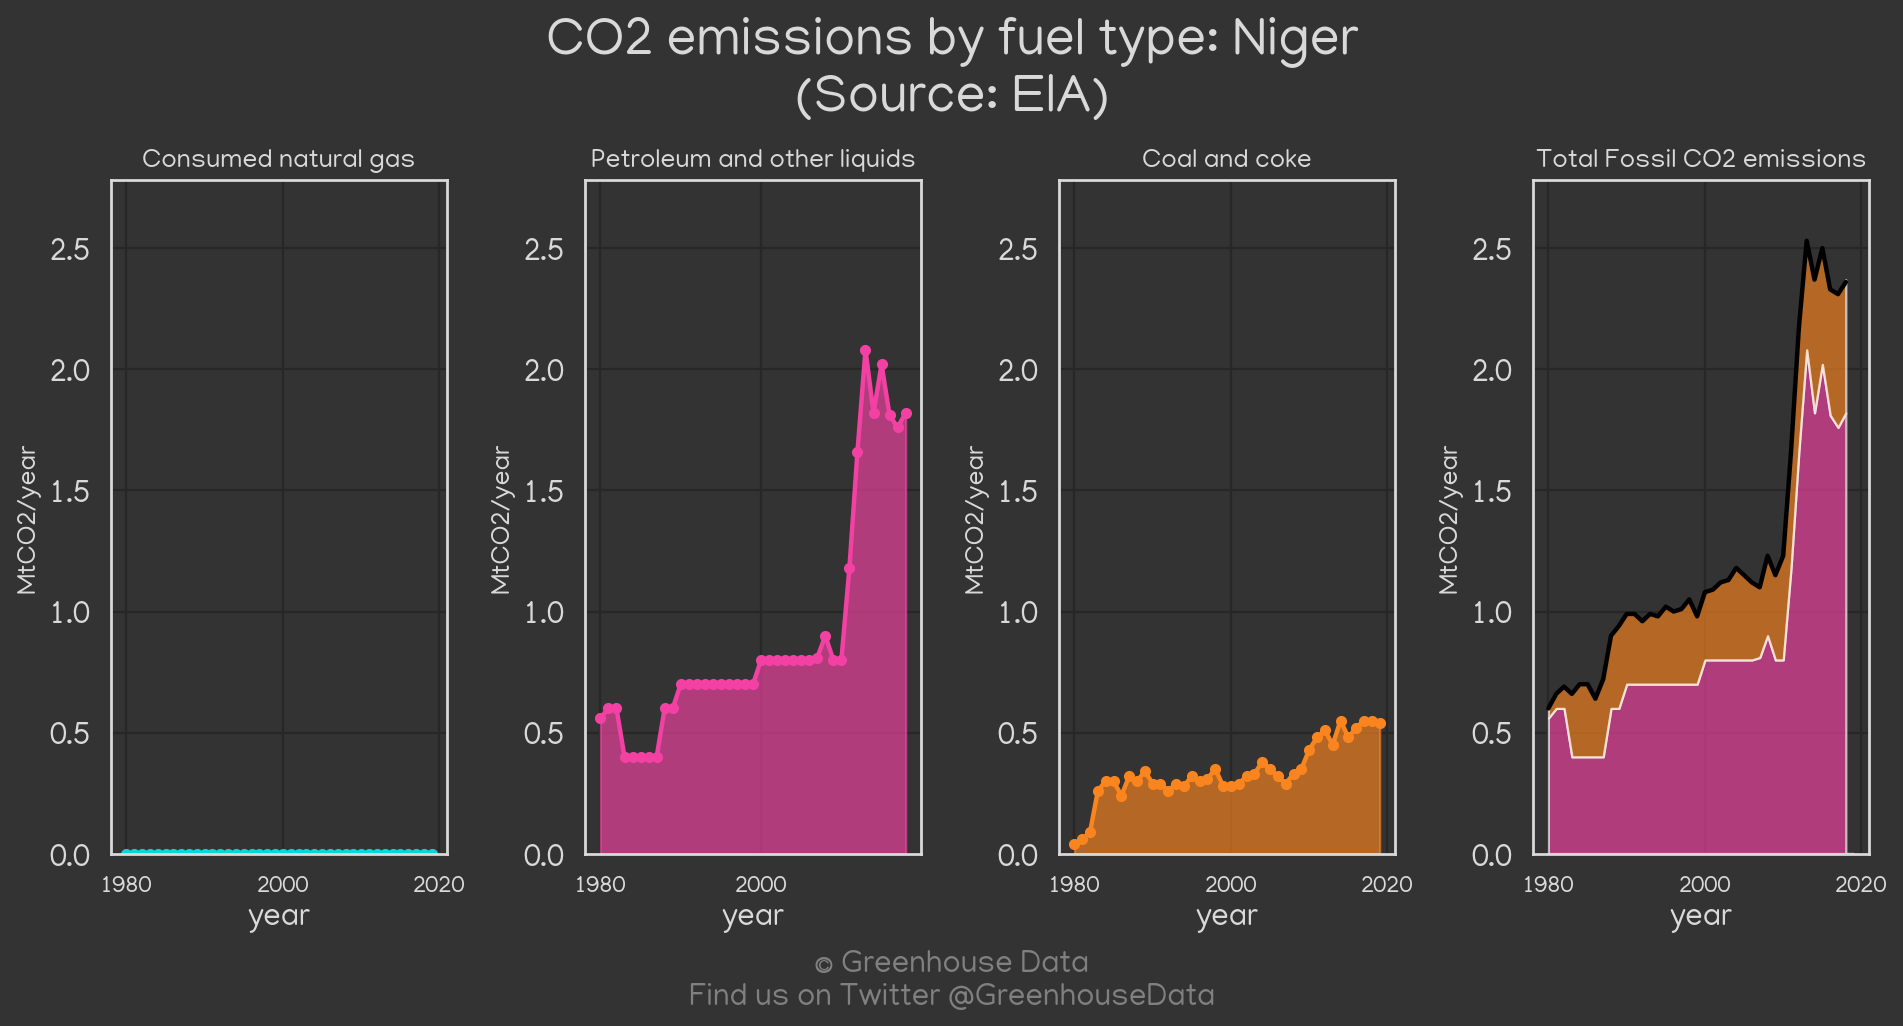 CO2 emissions by fuel type: Niger
(Source: EIA)
Consumed natural gas
Petroleum and other liquids
Coal and coke
Total Fossil CO2 emissions
MtCO2/year
2.5
2.0
1.5
1.0
0.5
0.0
1980 2000 2020
year
MtCO2/year
2.5
2.0
1.5
1.0
0.5
0.0
1980 2000
year
MtCO2/year
2.5
2.0
1.5
1.0
0.5
0.0
1980 2000 2020
year
MtCO2/year
2.5
2.0
1.5
1.0
0.5
0.0
1980 2000 2020
year
© Greenhouse Data
Find us on Twitter @GreenhouseData